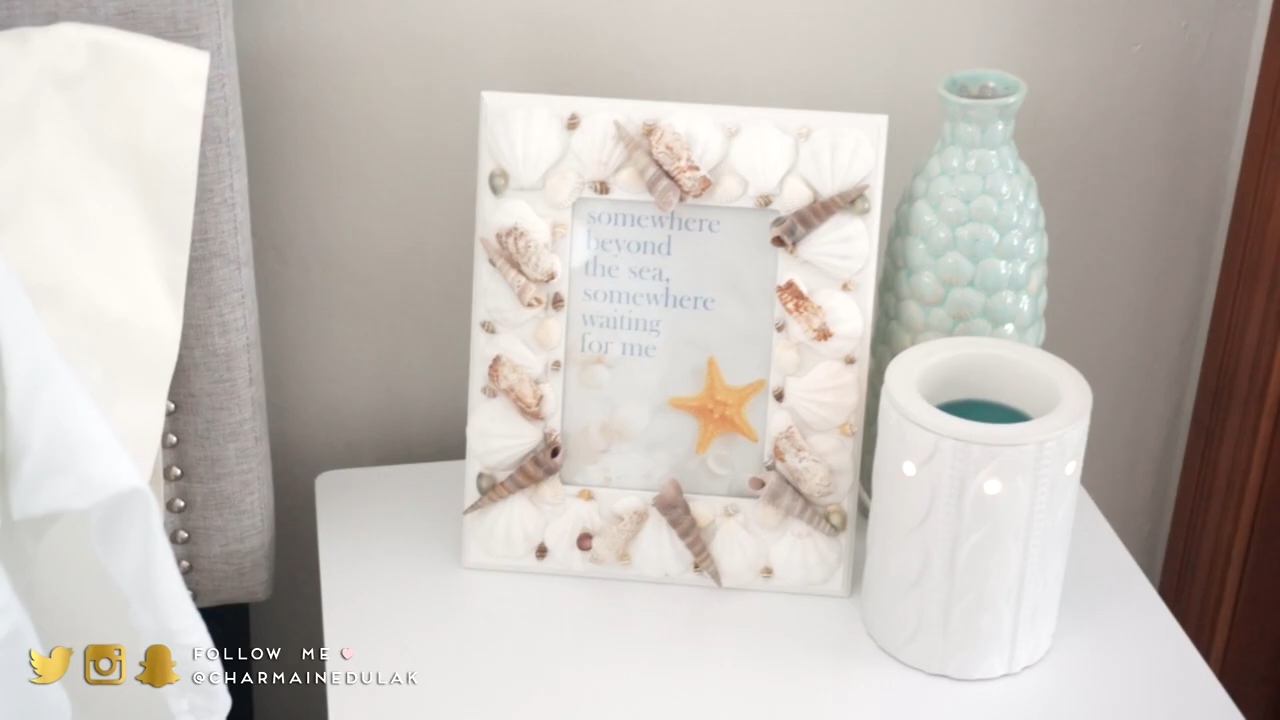 somewhere
beyond
the sea,
somewhere
waiting
for me
FOLLOW ME
@CHARMAINEDULAK